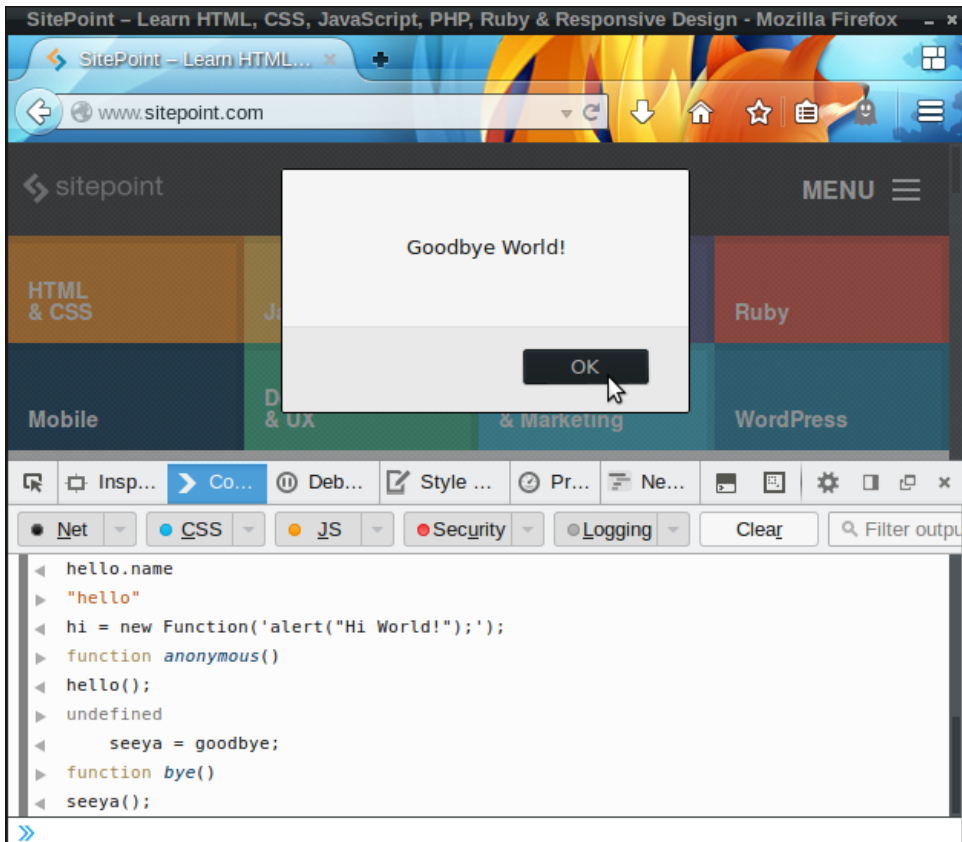 SitePoint – Learn HTML, CSS, JavaScript, PHP, Ruby & Responsive Design - Mozilla Firefox
SitePoint – Learn HTML...
www.sitepoint.com
sitepoint
MENU
Goodbye World!
OK
HTML
& CSS
Ja
Ruby
Mobile
D
& UX
& Marketing
WordPress
Insp... Co... Deb... Style ... Pr... Ne...
Net CSS JS Security Logging Clear Filter outpu
hello.name
"hello"
hi = new Function('alert("Hi World!");');
function anonymous()
hello();
undefined
seeya = goodbye;
function bye()
seeya();